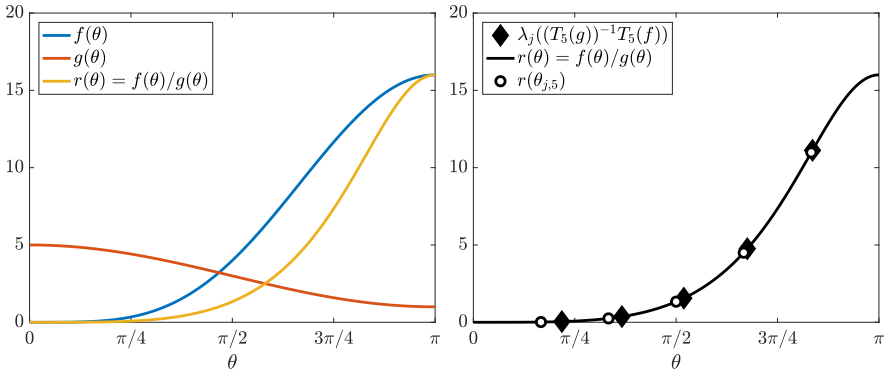 20
15
10
5
0
f(θ)
g(θ)
r(θ) = f(θ)/g(θ)
0 π/4 π/2 3π/4 π
θ
20
15
10
5
0
λ_j((T_5(g))^{-1}T_5(f))
r(θ) = f(θ)/g(θ)
r(θ_{j,5})
0 π/4 π/2 3π/4 π
θ